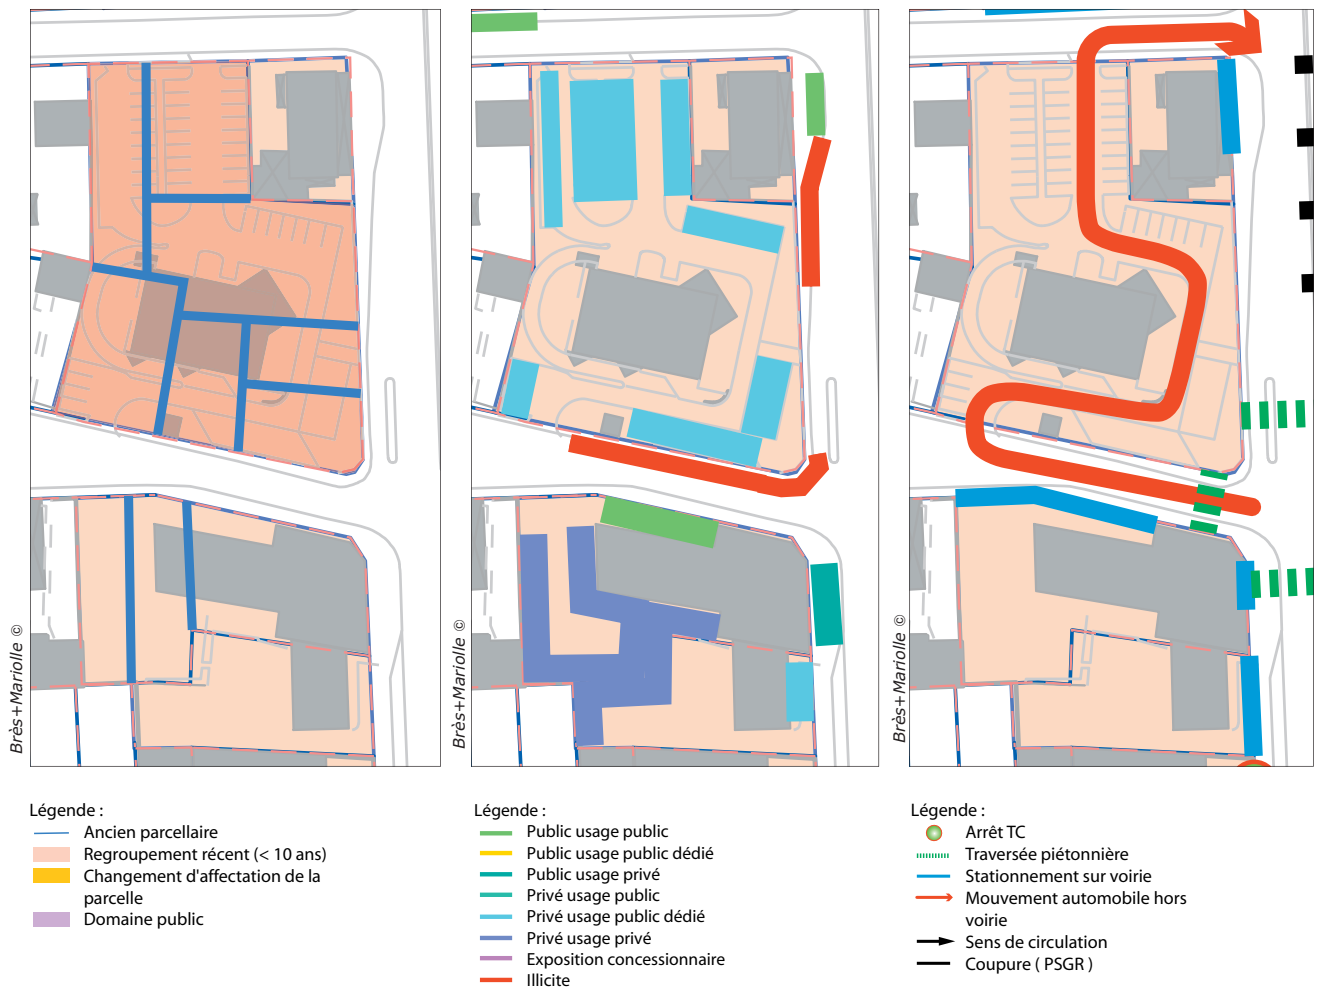 Brès+Mariolle ©
Brès+Mariolle ©
Brès+Mariolle ©
Légende :
Ancien parcellaire
Regroupement récent (< 10 ans)
Changement d'affectation de la
parcelle
Domaine public
Légende :
Public usage public
Public usage public dédié
Public usage privé
Privé usage public
Privé usage public dédié
Privé usage privé
Exposition concessionnaire
Illicite
Légende :
Arrêt TC
Traversée piétonnière
Stationnement sur voirie
Mouvement automobile hors
voirie
Sens de circulation
Coupure ( PSGR )